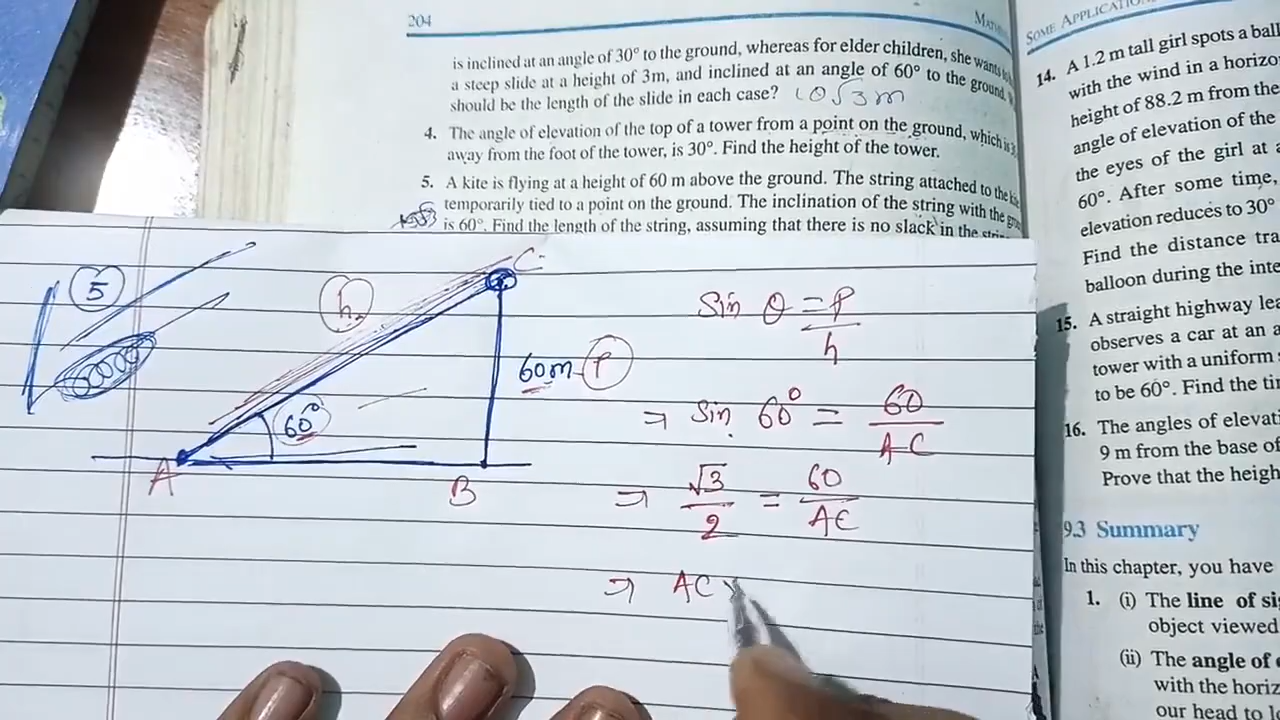 204
is inclined at an angle of 30° to the ground, whereas for elder children, she wants
a steep slide at a height of 3m, and inclined at an angle of 60° to the ground.
should be the length of the slide in each case? 10√3 m
4. The angle of elevation of the top of a tower from a point on the ground, which is
away from the foot of the tower, is 30°. Find the height of the tower.
5. A kite is flying at a height of 60 m above the ground. The string attached to the
temporarily tied to a point on the ground. The inclination of the string with the
is 60°. Find the length of the string, assuming that there is no slack in the
5
h
C
60m P
60°
A
B
Sin θ = P/h
⇒ Sin 60° = 60/AC
⇒ √3/2 = 60/AC
⇒ AC
SOME
14. A 1.2 m tall girl spots a
with the wind in a
height of 88.2 m from the
angle of elevation of the
the eyes of the girl at
60°. After some time,
elevation reduces to 30°
Find the distance
balloon during the
15. A straight highway
observes a car at an
tower with a uniform
to be 60°. Find the
16. The angles of
9 m from the base of
Prove that the
9.3 Summary
In this chapter, you have
1. (i) The line of
object viewed
(ii) The angle of
with the
our head to